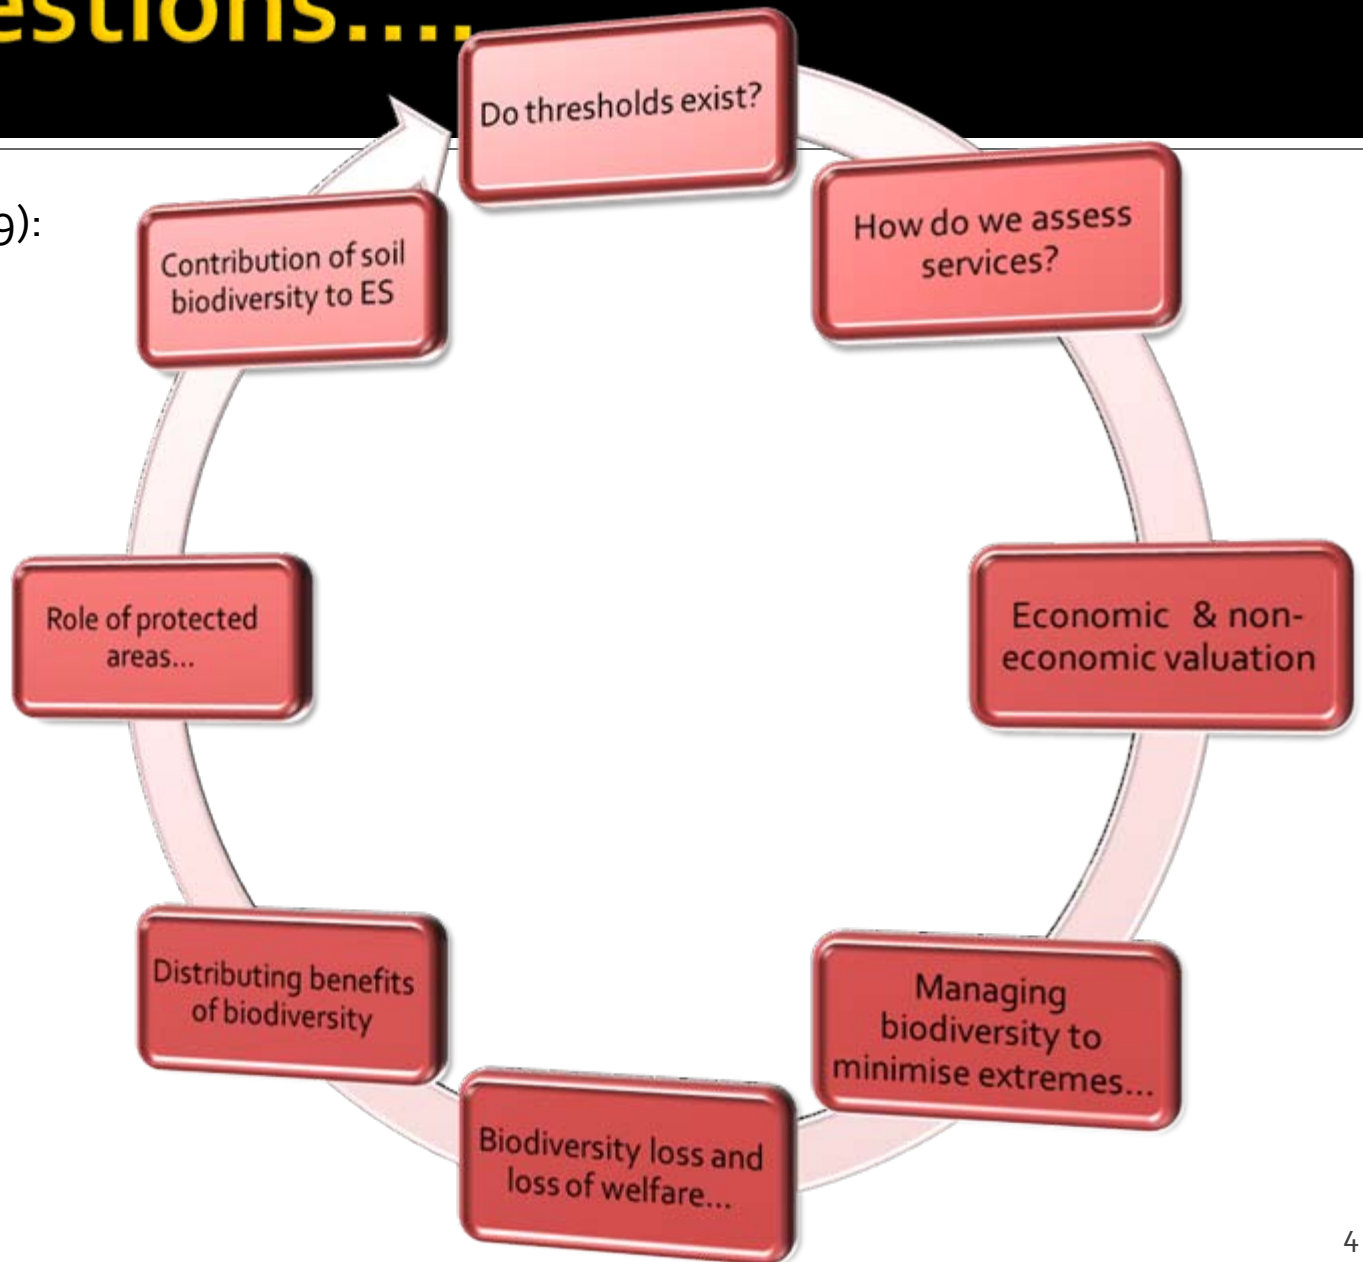 estions....
9):
Do thresholds exist?
How do we assess
services?
Economic & non-
economic valuation
Managing
biodiversity to
minimise extremes...
Biodiversity loss and
loss of welfare...
Distributing benefits
of biodiversity
Role of protected
areas...
Contribution of soil
biodiversity to ES
4